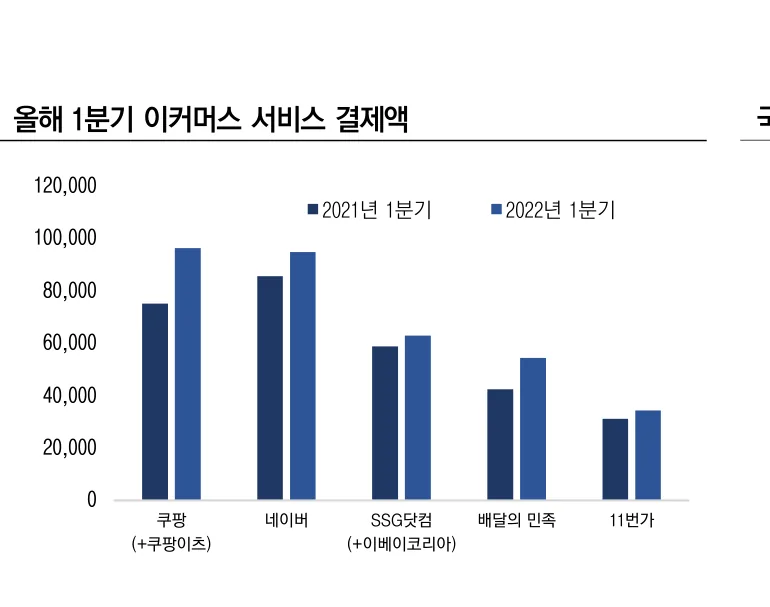 올해 1분기 이커머스 서비스 결제액
120,000
100,000
80,000
60,000
40,000
20,000
0
2021년 1분기
2022년 1분기
쿠팡
(+쿠팡이츠)
네이버
SSG닷컴
(+이베이코리아)
배달의 민족
11번가